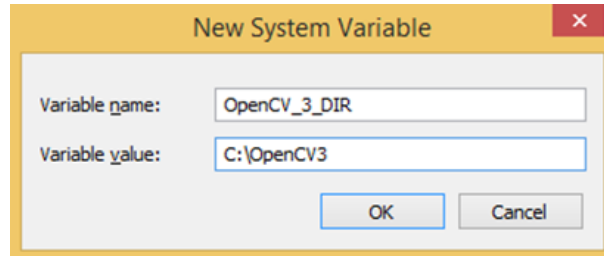 New System Variable
Variable name: OpenCV_3_DIR
Variable value: C:\OpenCV3
OK Cancel